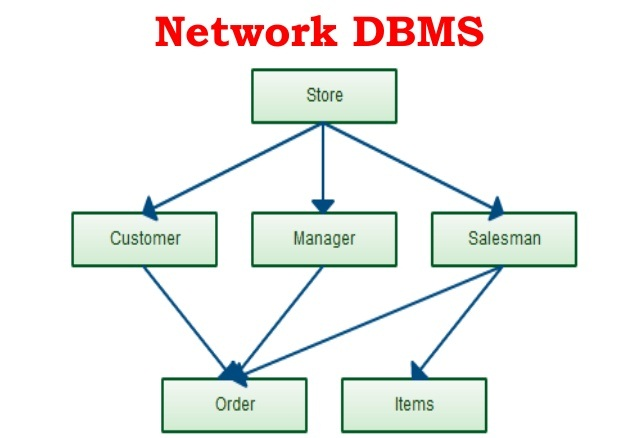 Network DBMS
Store
Customer
Manager
Salesman
Order
Items